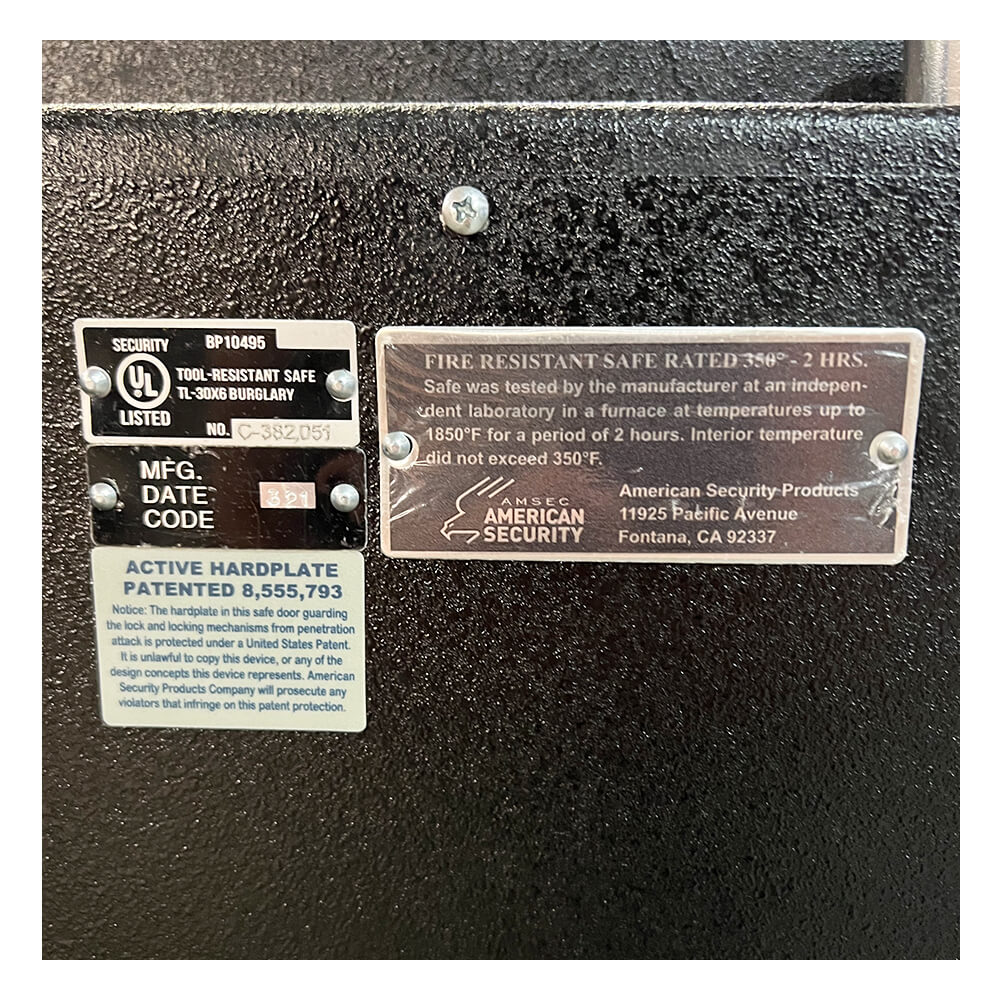 SECURITY BP10495
UL
TOOL-RESISTANT SAFE
TL-30X6 BURGLARY
LISTED NO. C-382,051
MFG.
DATE 321
CODE
ACTIVE HARDPLATE
PATENTED 8,555,793
Notice: The hardplate in this safe door guarding
the lock and locking mechanisms from penetration
attack is protected under a United States Patent.
It is unlawful to copy this device, or any of the
design concepts this device represents. American
Security Products Company will prosecute any
violators that infringe on this patent protection.
FIRE RESISTANT SAFE RATED 350° - 2 HRS.
Safe was tested by the manufacturer at an indepen-
dent laboratory in a furnace at temperatures up to
1850°F for a period of 2 hours. Interior temperature
did not exceed 350°F.
AMSEC
AMERICAN
SECURITY
American Security Products
11925 Pacific Avenue
Fontana, CA 92337